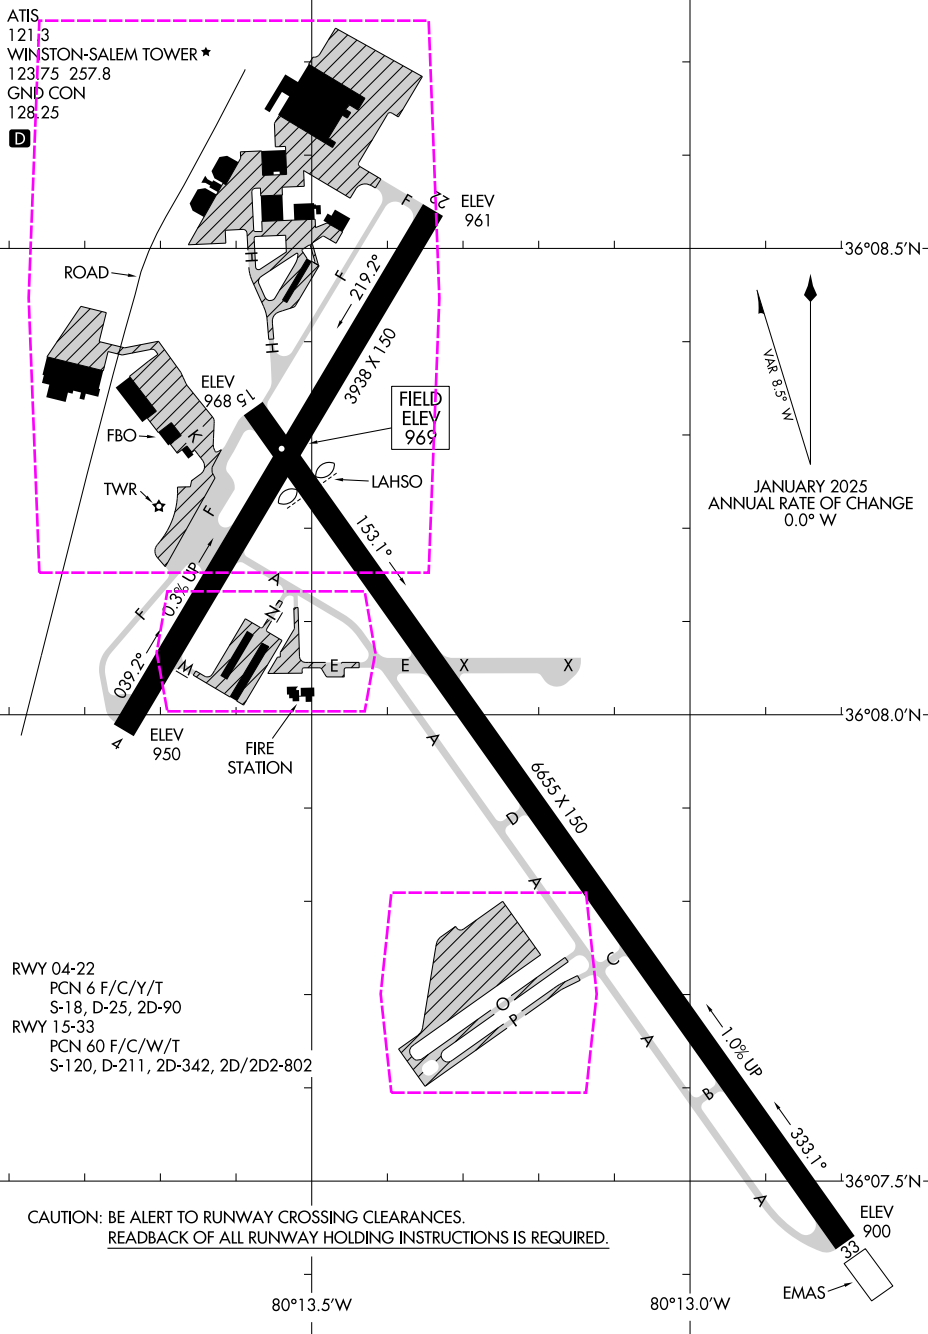 ATIS
121.3
WINSTON-SALEM TOWER ★
123.75 257.8
GND CON
128.25
D
F
22
ELEV
961
36°08.5'N
H
F
219.2°
ROAD
H
3938 X 150
VAR 8.5° W
ELEV
968
15
FIELD
ELEV
969
FBO
K
TWR
LAHSO
JANUARY 2025
ANNUAL RATE OF CHANGE
0.0° W
F
153.1°
0.3% UP
A
F
N
039.2°
M
E
E
X
X
36°08.0'N
4
ELEV
950
FIRE
STATION
A
6655 X 150
D
A
C
RWY 04-22
PCN 6 F/C/Y/T
S-18, D-25, 2D-90
RWY 15-33
PCN 60 F/C/W/T
S-120, D-211, 2D-342, 2D/2D2-802
O
P
A
1.0% UP
B
333.1°
A
36°07.5'N
ELEV
900
33
EMAS
CAUTION: BE ALERT TO RUNWAY CROSSING CLEARANCES.
READBACK OF ALL RUNWAY HOLDING INSTRUCTIONS IS REQUIRED.
80°13.5'W
80°13.0'W